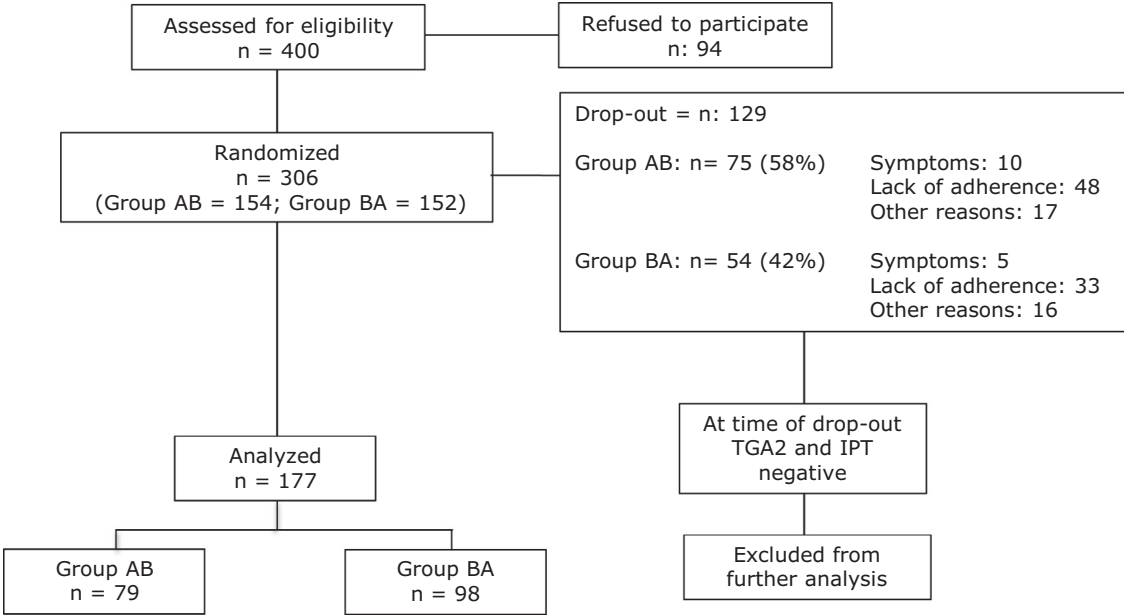 Assessed for eligibility
n = 400
Refused to participate
n: 94
Randomized
n = 306
(Group AB = 154; Group BA = 152)
Drop-out = n: 129
Group AB: n= 75 (58%) Symptoms: 10
Lack of adherence: 48
Other reasons: 17
Group BA: n= 54 (42%) Symptoms: 5
Lack of adherence: 33
Other reasons: 16
At time of drop-out
TGA2 and IPT
negative
Excluded from
further analysis
Analyzed
n = 177
Group AB
n = 79
Group BA
n = 98